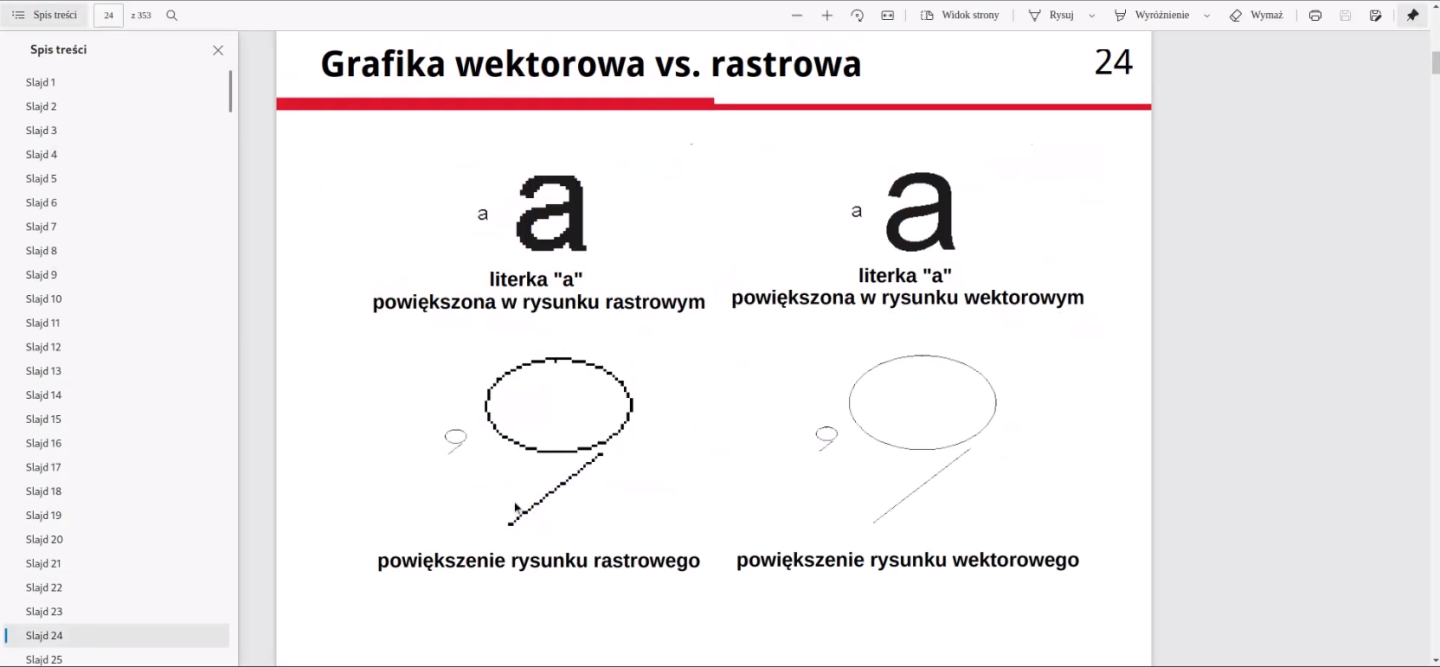 Spis treści
24
z 353
Widok strony
Rysuj
Wyróżnienie
Wymaż
Spis treści
Slajd 1
Slajd 2
Slajd 3
Slajd 4
Slajd 5
Slajd 6
Slajd 7
Slajd 8
Slajd 9
Slajd 10
Slajd 11
Slajd 12
Slajd 13
Slajd 14
Slajd 15
Slajd 16
Slajd 17
Slajd 18
Slajd 19
Slajd 20
Slajd 21
Slajd 22
Slajd 23
Slajd 24
Slajd 25
Grafika wektorowa vs. rastrowa
24
a a
literka "a"
powiększona w rysunku rastrowym
a a
literka "a"
powiększona w rysunku wektorowym
powiększenie rysunku rastrowego
powiększenie rysunku wektorowego